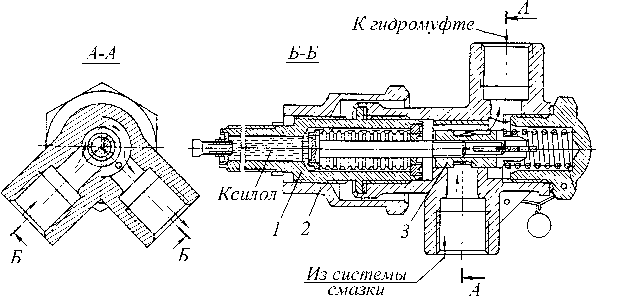 К гидромуфте
А
А-А
Б-Б
Ксилол
Б
Б
1
2
3
Из системы
смазки
А